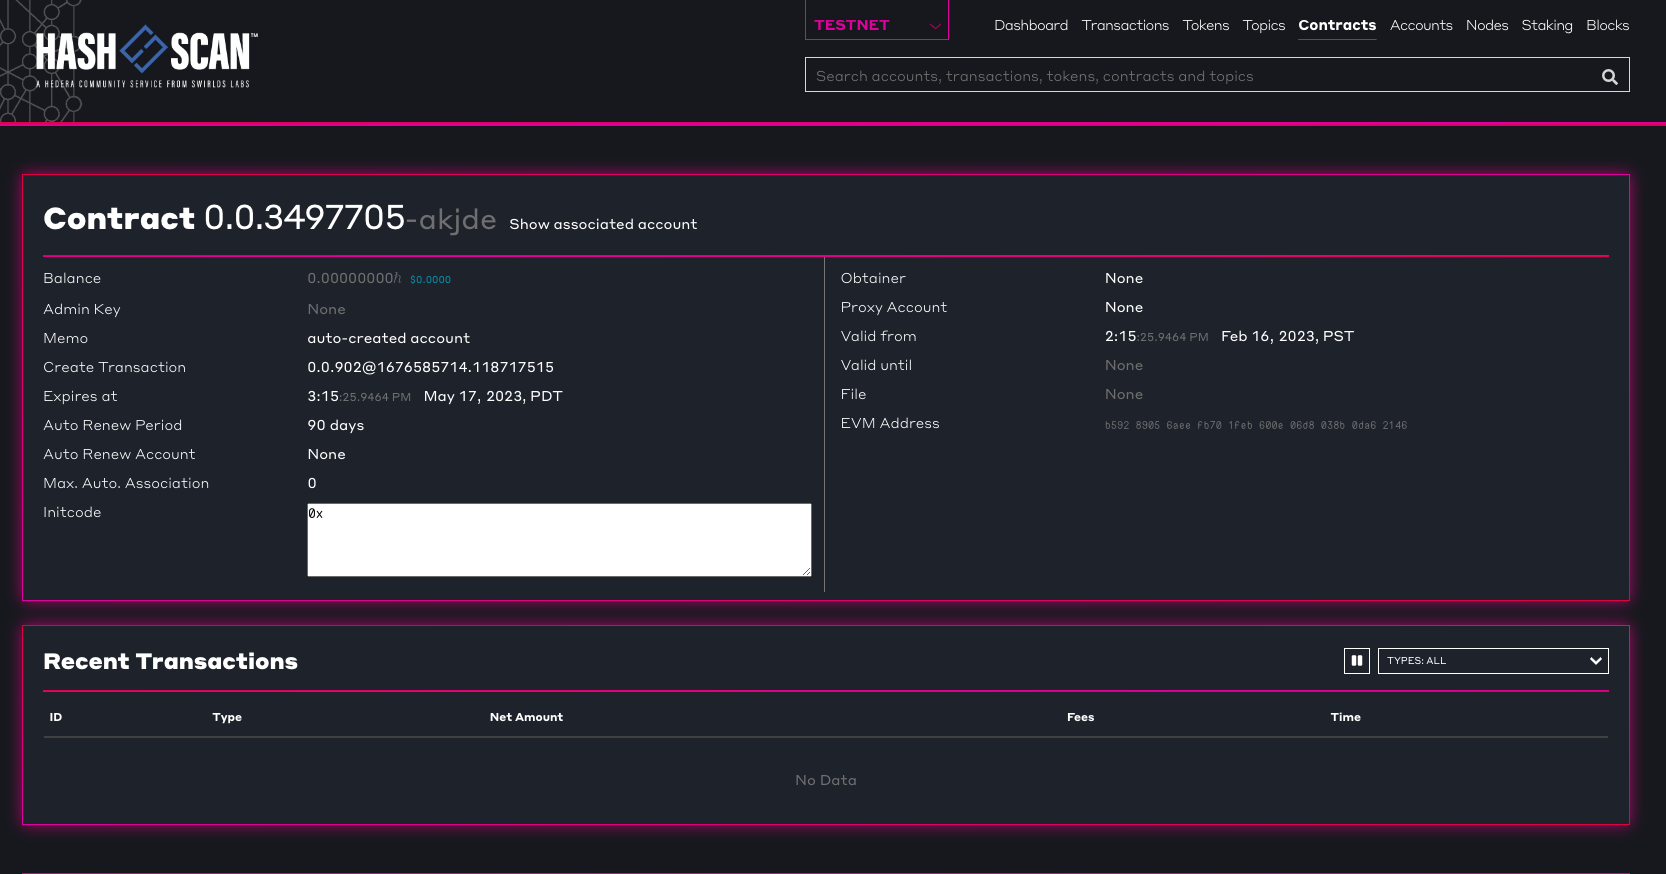 HASH SCAN™
A HEDERA COMMUNITY SERVICE FROM SWIRLDS LABS
TESTNET
Dashboard Transactions Tokens Topics Contracts Accounts Nodes Staking Blocks
Search accounts, transactions, tokens, contracts and topics
Contract 0.0.3497705-akjde Show associated account
Balance 0.00000000ℏ $0.0000
Admin Key None
Memo auto-created account
Create Transaction 0.0.902@1676585714.118717515
Expires at 3:15:25.9464 PM May 17, 2023, PDT
Auto Renew Period 90 days
Auto Renew Account None
Max. Auto. Association 0
Initcode 0x
Obtainer None
Proxy Account None
Valid from 2:15:25.9464 PM Feb 16, 2023, PST
Valid until None
File None
EVM Address b592 8905 6aee fb70 1feb 600e 06d8 038b 0da6 2146
Recent Transactions
TYPES: ALL
ID Type Net Amount Fees Time
No Data